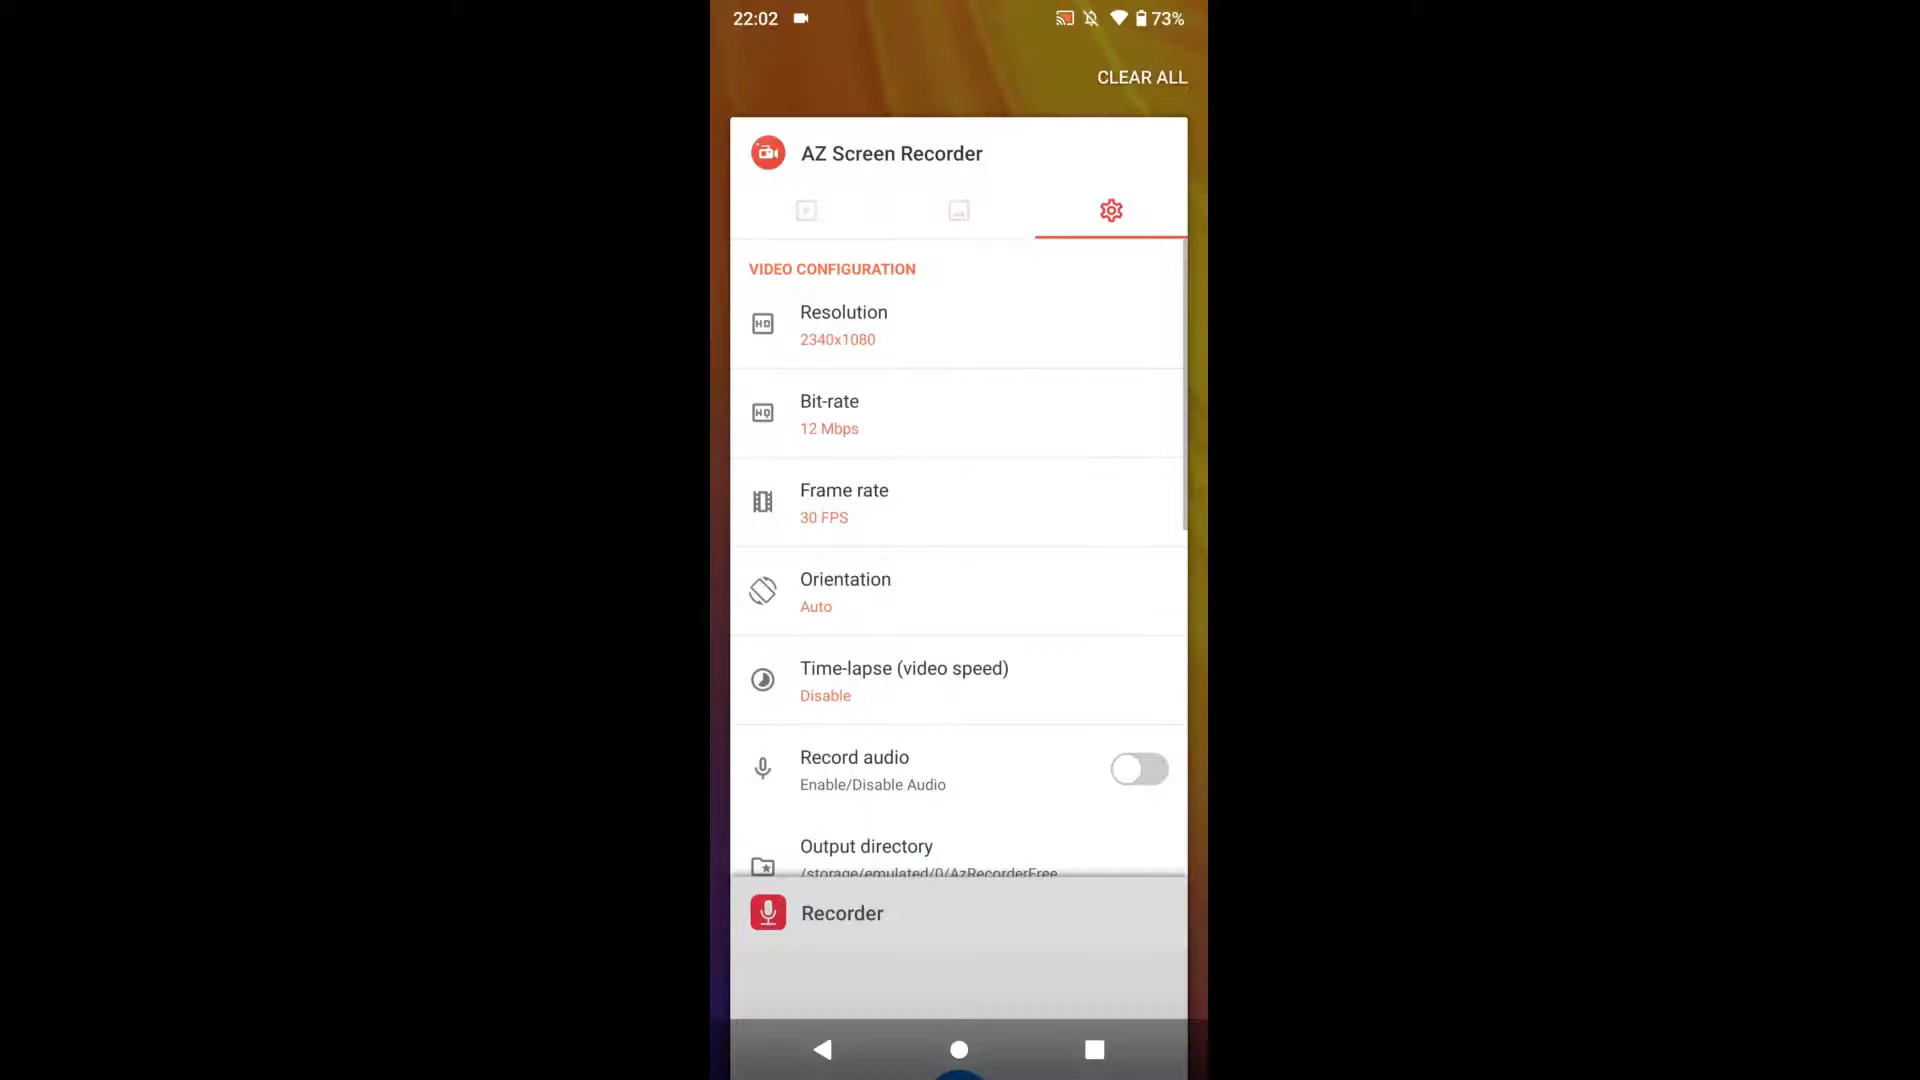 22:02
73%
CLEAR ALL
AZ Screen Recorder
VIDEO CONFIGURATION
HD
Resolution
2340x1080
HQ
Bit-rate
12 Mbps
Frame rate
30 FPS
Orientation
Auto
Time-lapse (video speed)
Disable
Record audio
Enable/Disable Audio
Output directory
/storage/emulated/0/AzRecorderFree
Recorder